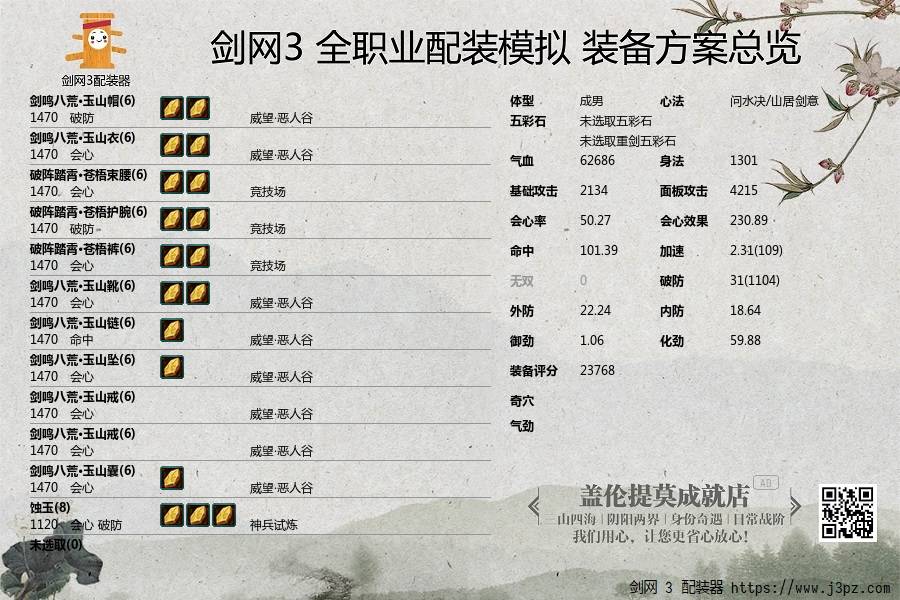 剑网3 全职业配装模拟 装备方案总览
剑网3配装器
剑鸣八荒·玉山帽(6)
1470 破防
威望·恶人谷
剑鸣八荒·玉山衣(6)
1470 会心
威望·恶人谷
破阵踏霄·苍梧束腰(6)
1470 会心
竞技场
破阵踏霄·苍梧护腕(6)
1470 破防
竞技场
破阵踏霄·苍梧裤(6)
1470 会心
竞技场
剑鸣八荒·玉山靴(6)
1470 会心
威望·恶人谷
剑鸣八荒·玉山链(6)
1470 命中
威望·恶人谷
剑鸣八荒·玉山坠(6)
1470 会心
威望·恶人谷
剑鸣八荒·玉山戒(6)
1470 会心
威望·恶人谷
剑鸣八荒·玉山戒(6)
1470 会心
威望·恶人谷
剑鸣八荒·玉山囊(6)
1470 会心
威望·恶人谷
蚀玉(8)
1120 会心 破防
神兵试炼
未选取(0)
体型 成男 心法 问水决/山居剑意
五彩石 未选取五彩石
未选取重剑五彩石
气血 62686 身法 1301
基础攻击 2134 面板攻击 4215
会心率 50.27 会心效果 230.89
命中 101.39 加速 2.31(109)
无双 0 破防 31(1104)
外防 22.24 内防 18.64
御劲 1.06 化劲 59.88
装备评分 23768
奇穴
气劲
盖伦提莫成就店 AD
山四海 | 阴阳两界 | 身份奇遇 | 日常战阶
我们用心，让您更省心放心！
剑网 3 配装器 https://www.j3pz.com/